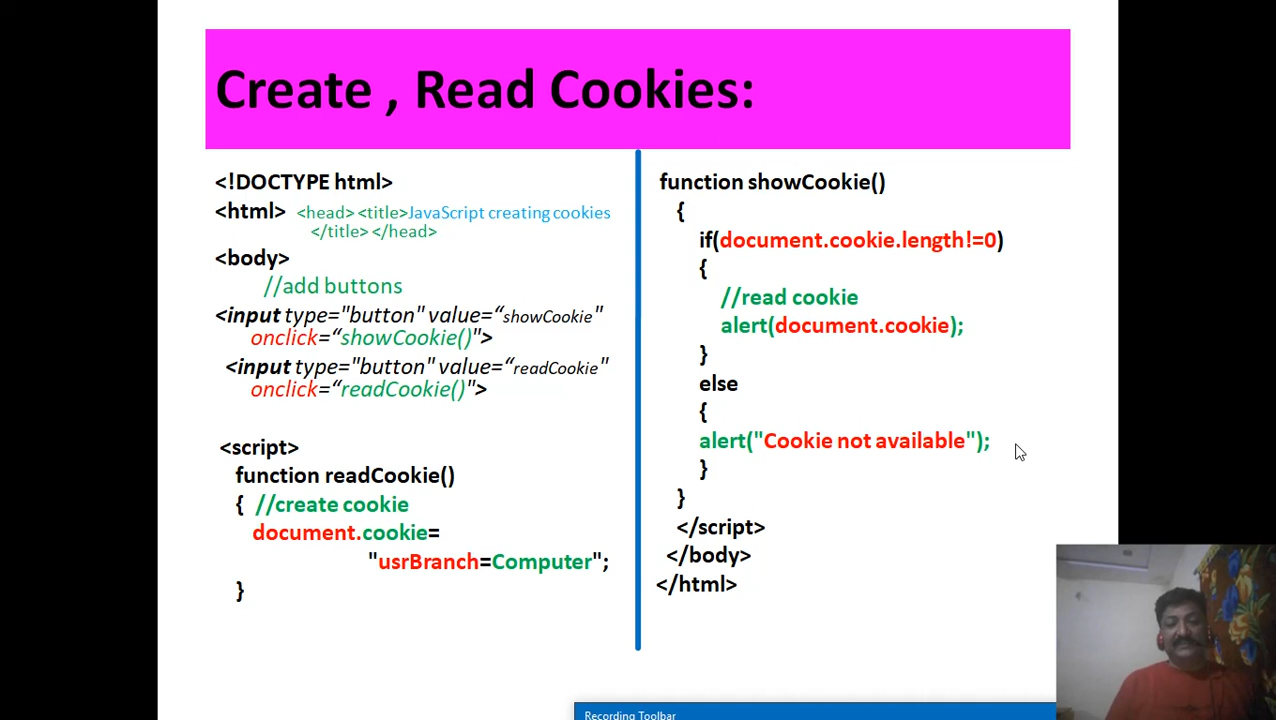 Create , Read Cookies:
<!DOCTYPE html>
<html> <head> <title>JavaScript creating cookies
</title> </head>
<body>
//add buttons
<input type="button" value=“showCookie"
onclick=“showCookie()">
<input type="button" value=“readCookie"
onclick=“readCookie()">
<script>
function readCookie()
{ //create cookie
document.cookie=
"usrBranch=Computer";
}
function showCookie()
{
if(document.cookie.length!=0)
{
//read cookie
alert(document.cookie);
}
else
{
alert("Cookie not available");
}
}
</script>
</body>
</html>
Recording Toolbar